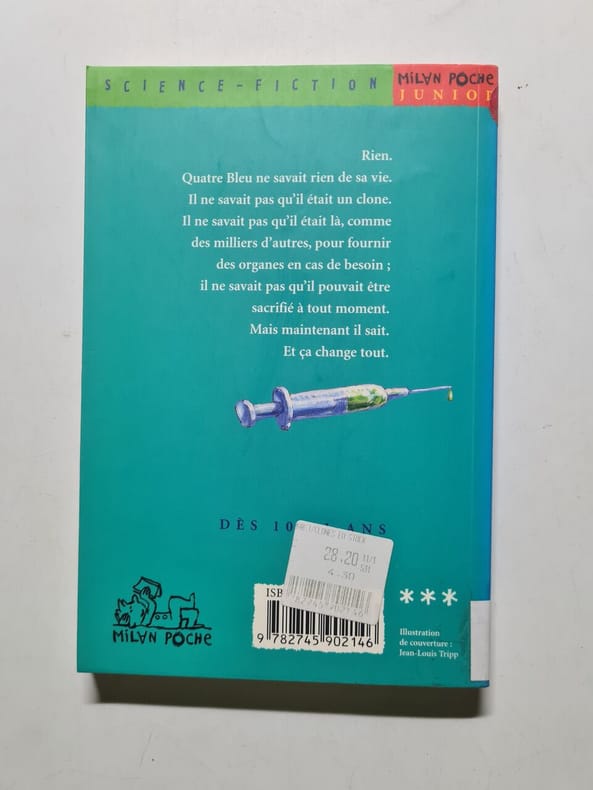 SCIENCE-FICTION
MILAN POCHE
JUNIOR
Rien.
Quatre Bleu ne savait rien de sa vie.
Il ne savait pas qu'il était un clone.
Il ne savait pas qu'il était là, comme
des milliers d'autres, pour fournir
des organes en cas de besoin ;
il ne savait pas qu'il pouvait être
sacrifié à tout moment.
Mais maintenant il sait.
Et ça change tout.
DÈS 10 ANS
28.20
4.30
782745902146
ISB
9 782745 902146
***
MILAN POCHE
Illustration
de couverture :
Jean-Louis Tripp